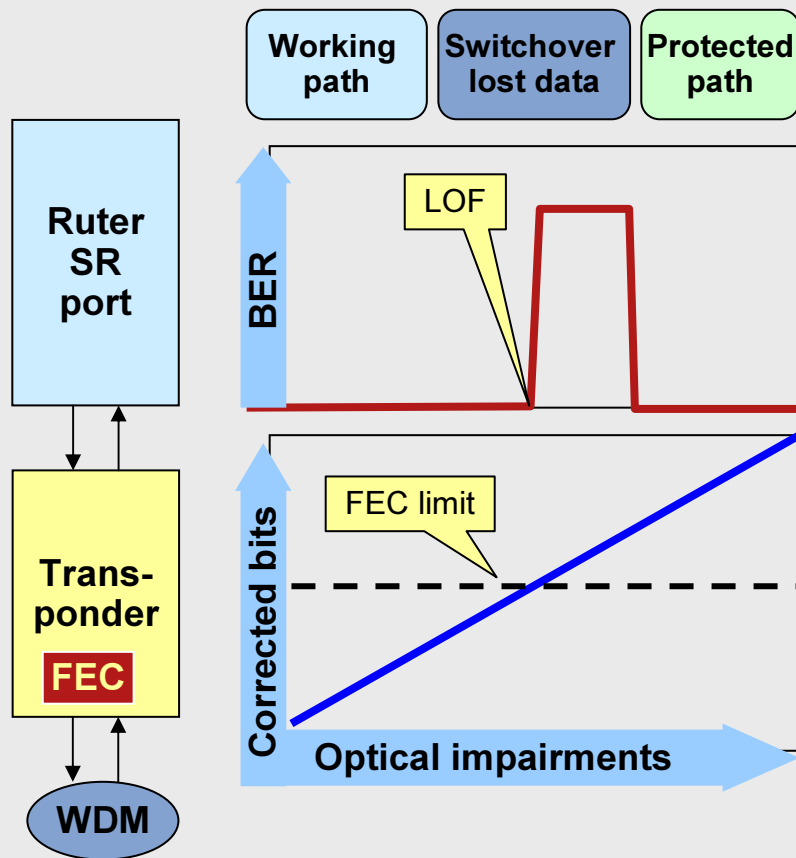 Working
path
Switchover
lost data
Protected
path
Ruter
SR
port
BER
LOF
Trans-
ponder
FEC
Corrected bits
FEC limit
Optical impairments
WDM